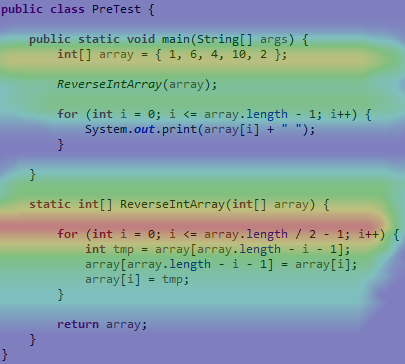 public class PreTest {
public static void main(String[] args) {
int[] array = { 1, 6, 4, 10, 2 };
ReverseIntArray(array);
for (int i = 0; i <= array.length - 1; i++) {
System.out.print(array[i] + " ");
}
}
static int[] ReverseIntArray(int[] array) {
for (int i = 0; i <= array.length / 2 - 1; i++) {
int tmp = array[array.length - i - 1];
array[array.length - i - 1] = array[i];
array[i] = tmp;
}
return array;
}
}